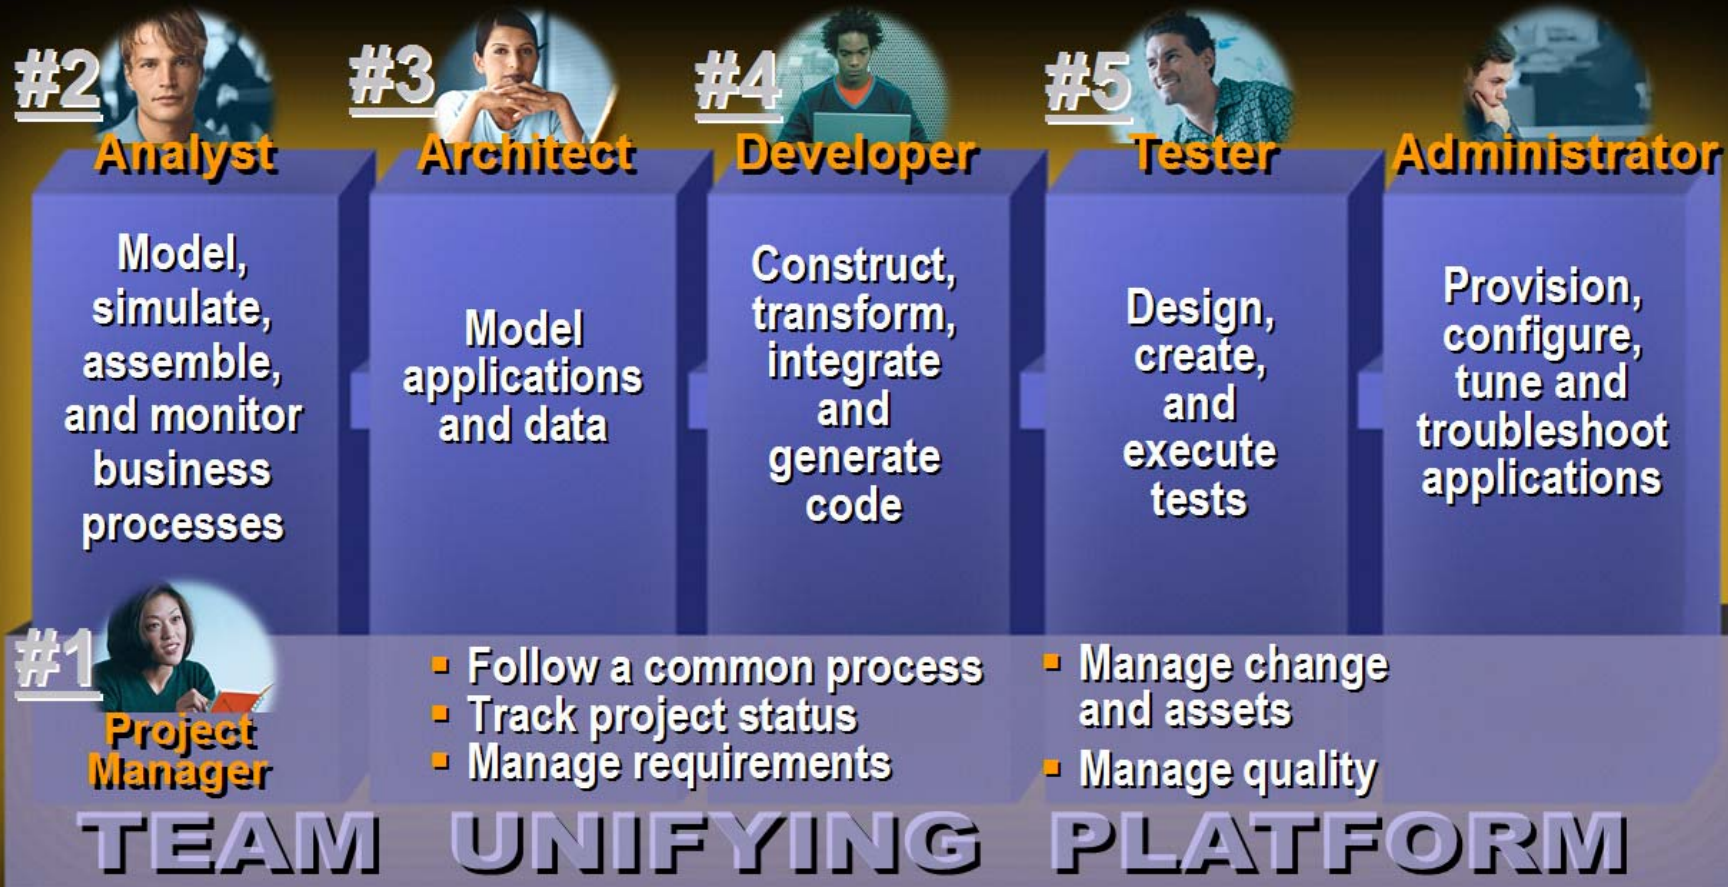 #2
Analyst
Model,
simulate,
assemble,
and monitor
business
processes
#3
Architect
Model
applications
and data
#4
Developer
Construct,
transform,
integrate
and
generate
code
#5
Tester
Design,
create,
and
execute
tests
Administrator
Provision,
configure,
tune and
troubleshoot
applications
#1
Project
Manager
▪ Follow a common process
▪ Track project status
▪ Manage requirements
▪ Manage change
and assets
▪ Manage quality
TEAM UNIFYING PLATFORM